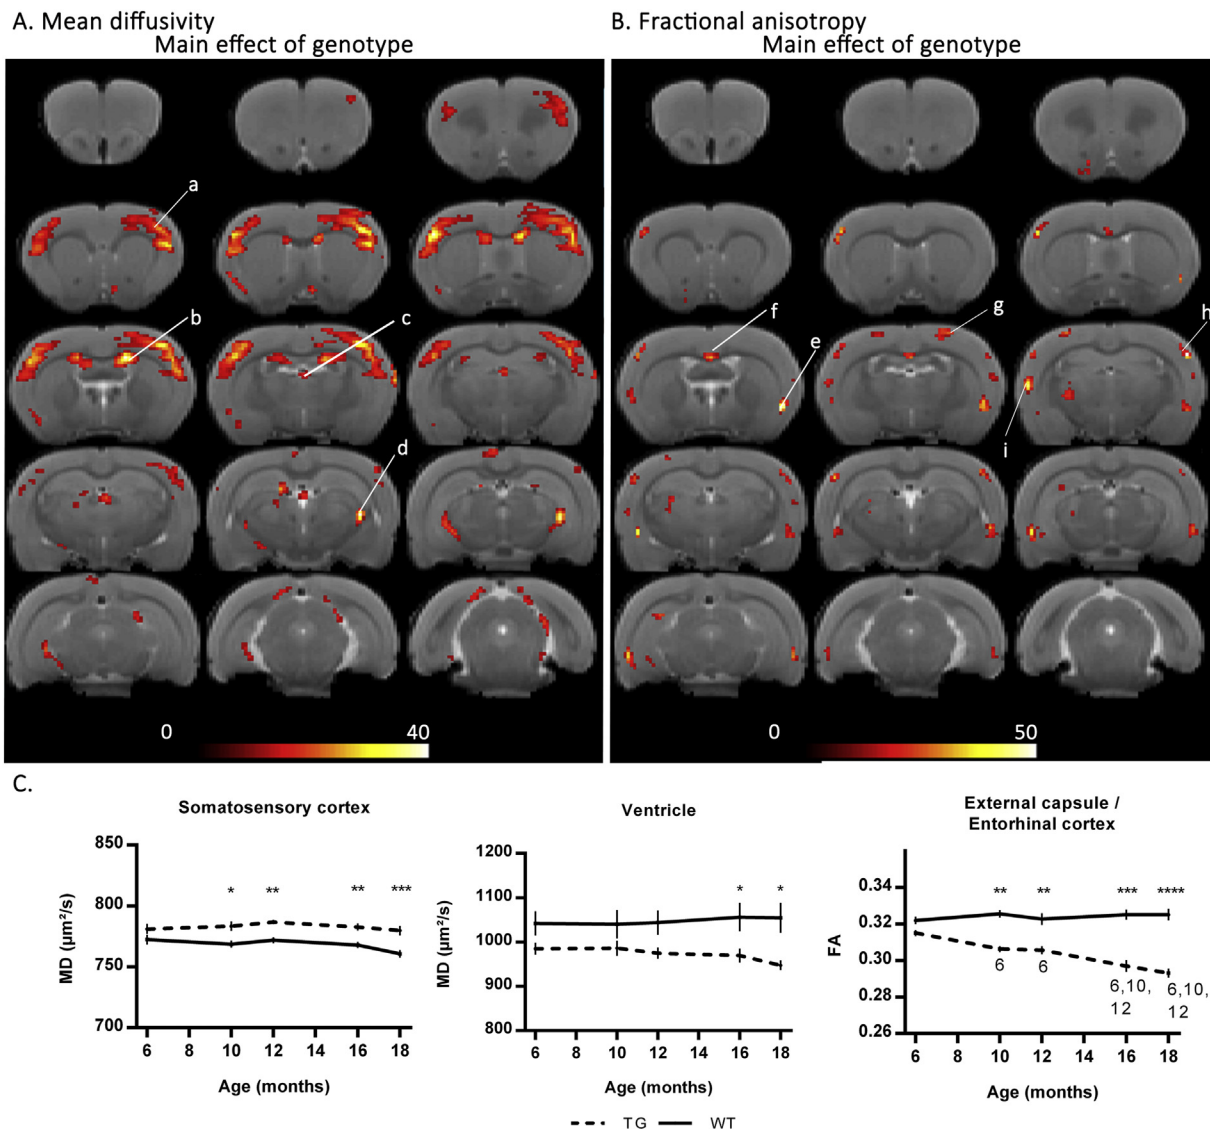 A. Mean diffusivity
Main effect of genotype
B. Fractional anisotropy
Main effect of genotype
a
b
c
d
f
g
h
e
i
0
40
0
50
C.
Somatosensory cortex
850
800
750
700
MD (µm²/s)
*
**
**
***
6
8
10
12
14
16
18
Age (months)
Ventricle
1200
1100
1000
900
800
MD (µm²/s)
*
*
6
8
10
12
14
16
18
Age (months)
External capsule /
Entorhinal cortex
0.34
0.32
0.30
0.28
0.26
FA
**
**
***
****
6
6
6,10,
12
6,10,
12
6
8
10
12
14
16
18
Age (months)
TG
WT